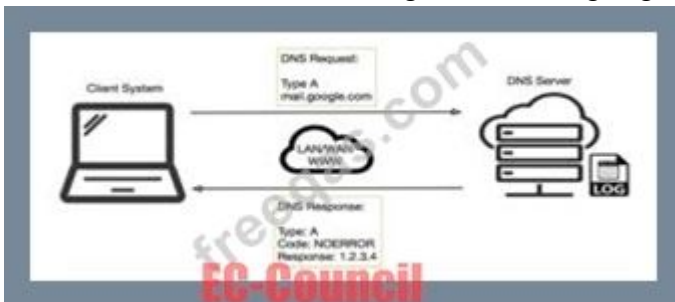 DNS Request:
Type A
mail.google.com
Client System
DNS Server
LAN/WAN
WWW
LOG
DNS Response:
Type: A
Code: NOERROR
Response: 1.2.3.4
freeqas.com
EC-Council